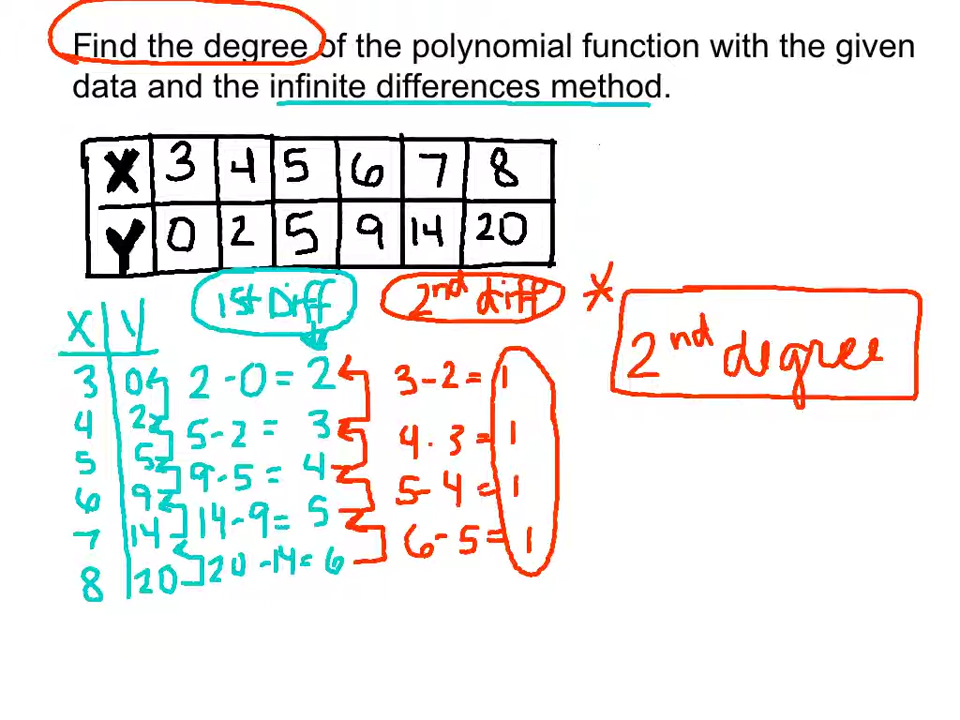 Find the degree of the polynomial function with the given
data and the infinite differences method.
X 3 4 5 6 7 8
Y 0 2 5 9 14 20
1st Diff 2nd diff *
X Y
2nd degree
3 0 2-0=2 3-2=1
4 2 5-2=3 4-3=1
5 5 9-5=4 5-4=1
6 9 14-9=5 6-5=1
7 14 20-14=6
8 20